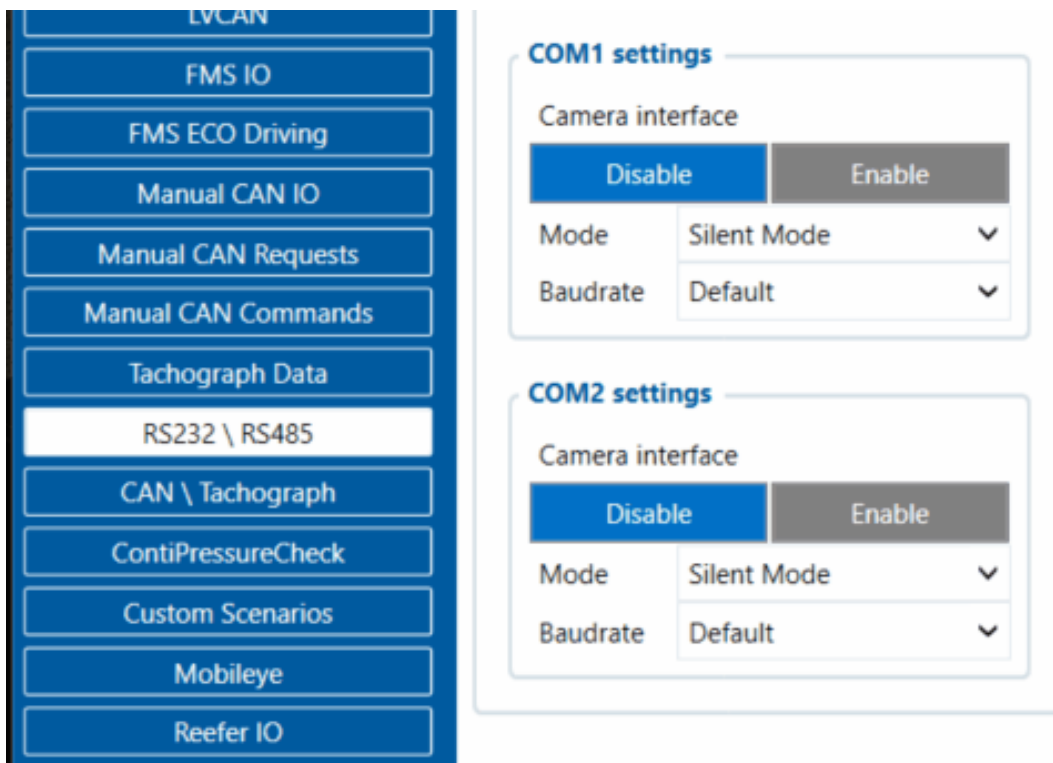 LVCAN
FMS IO
FMS ECO Driving
Manual CAN IO
Manual CAN Requests
Manual CAN Commands
Tachograph Data
RS232 \ RS485
CAN \ Tachograph
ContiPressureCheck
Custom Scenarios
Mobileye
Reefer IO
COM1 settings
Camera interface
Disable Enable
Mode Silent Mode
Baudrate Default
COM2 settings
Camera interface
Disable Enable
Mode Silent Mode
Baudrate Default